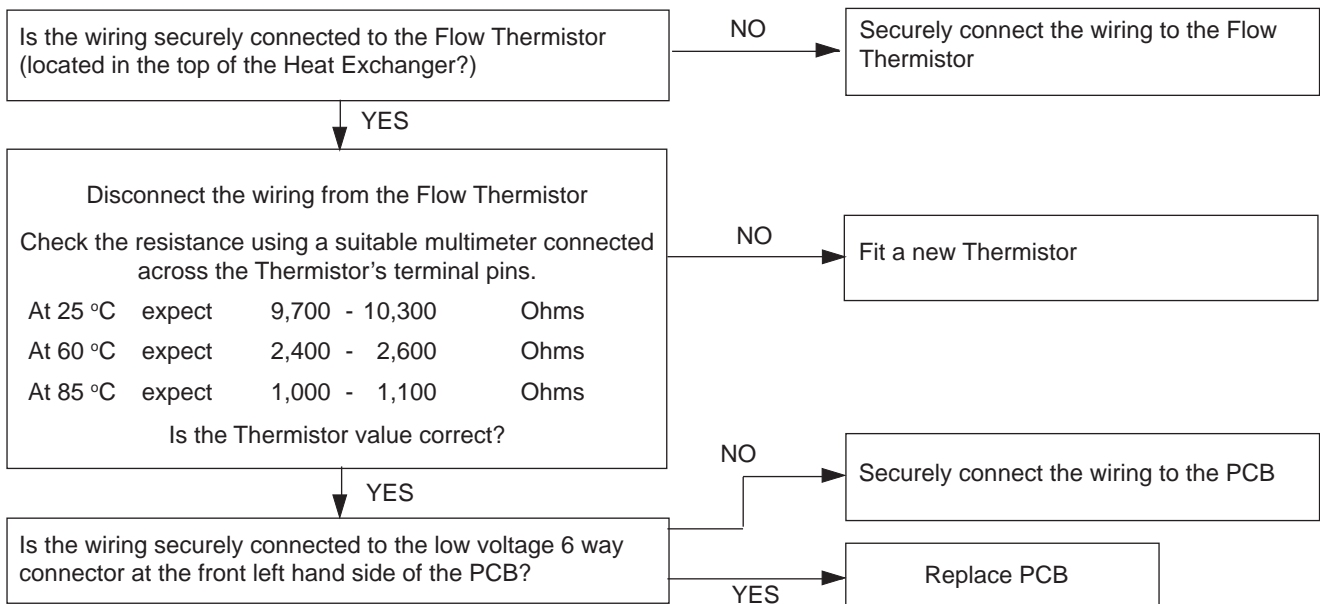 Is the wiring securely connected to the Flow Thermistor
(located in the top of the Heat Exchanger?)
NO
Securely connect the wiring to the Flow
Thermistor
YES
Disconnect the wiring from the Flow Thermistor
Check the resistance using a suitable multimeter connected
across the Thermistor’s terminal pins.
At 25 °C expect 9,700 - 10,300 Ohms
At 60 °C expect 2,400 - 2,600 Ohms
At 85 °C expect 1,000 - 1,100 Ohms
Is the Thermistor value correct?
NO
Fit a new Thermistor
YES
Is the wiring securely connected to the low voltage 6 way
connector at the front left hand side of the PCB?
NO
Securely connect the wiring to the PCB
YES
Replace PCB